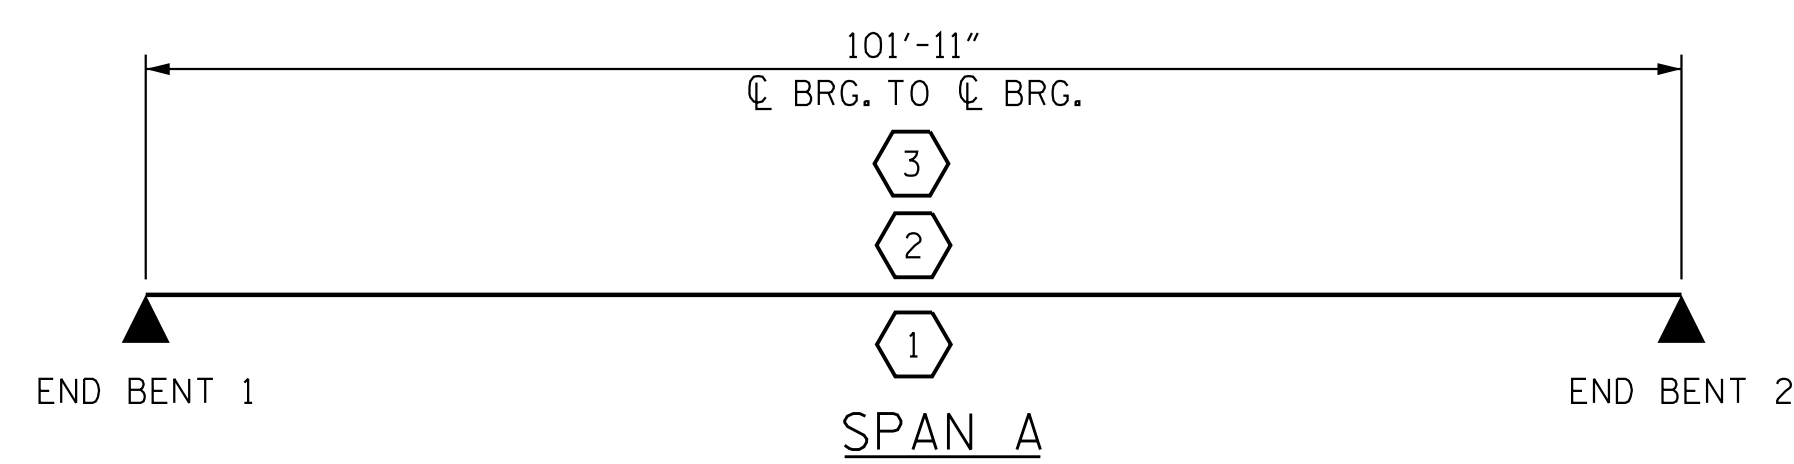 101'-11"
℄ BRG. TO ℄ BRG.
3
2
1
END BENT 1
END BENT 2
SPAN A